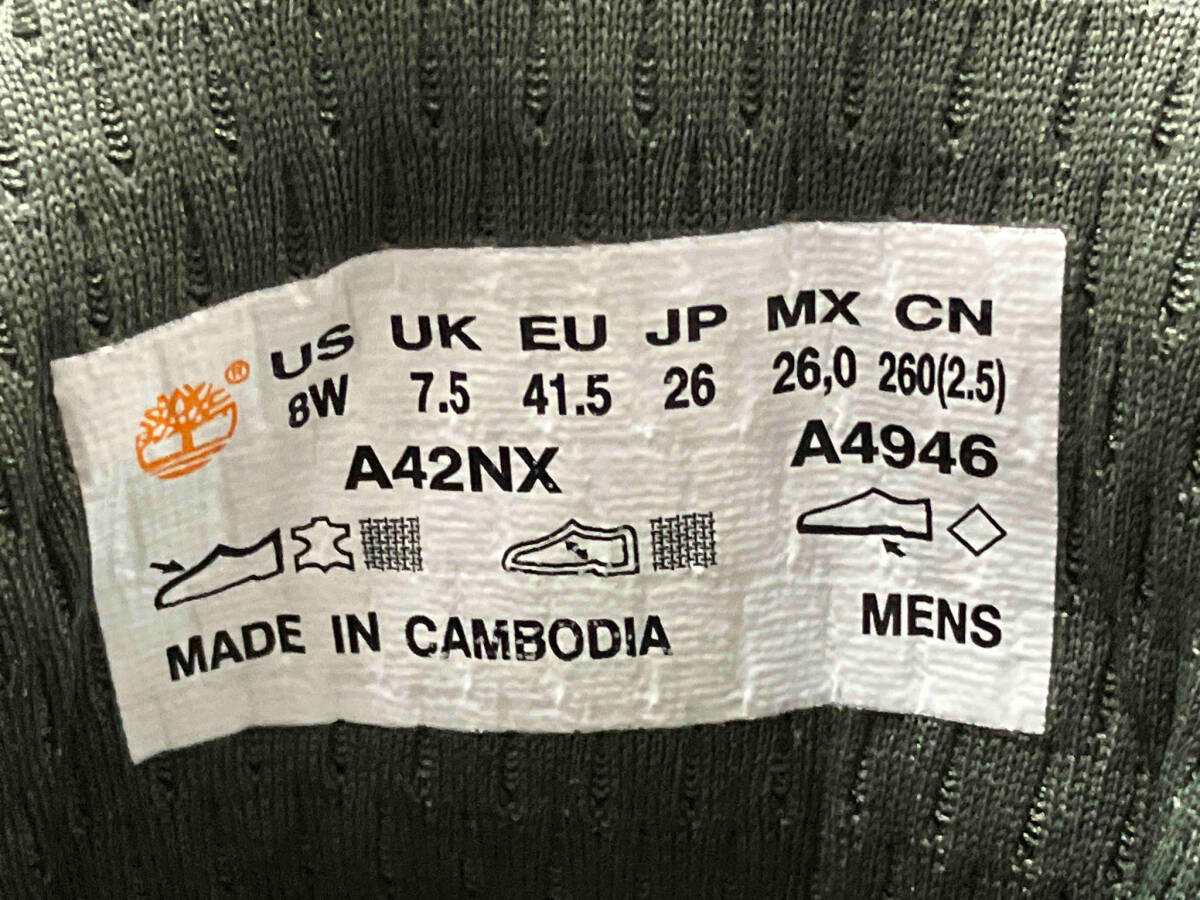 ® US UK EU JP MX CN
8W 7.5 41.5 26 26,0 260(2.5)
A42NX A4946
MADE IN CAMBODIA MENS